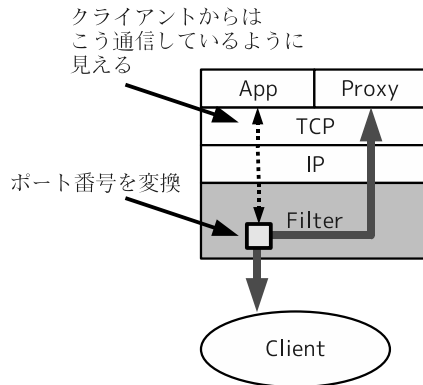 クライアントからは
こう通信しているように
見える
App
Proxy
TCP
IP
ポート番号を変換
Filter
Client